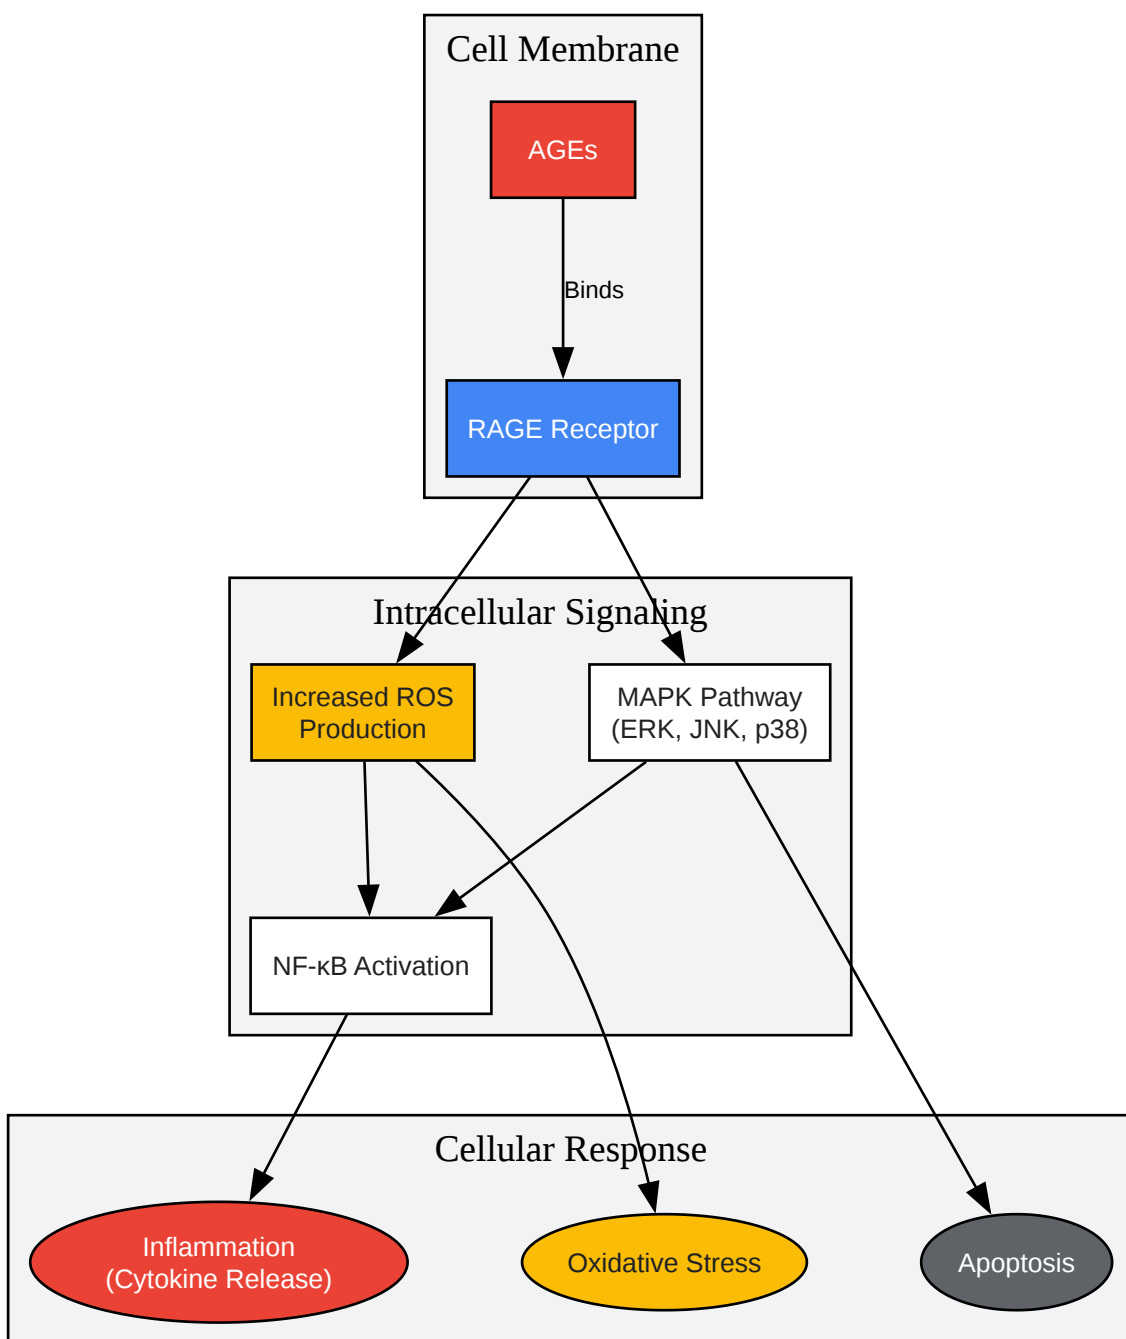 Cell Membrane
AGEs
Binds
RAGE Receptor
Intracellular Signaling
Increased ROS
Production
MAPK Pathway
(ERK, JNK, p38)
NF-κB Activation
Cellular Response
Inflammation
(Cytokine Release)
Oxidative Stress
Apoptosis